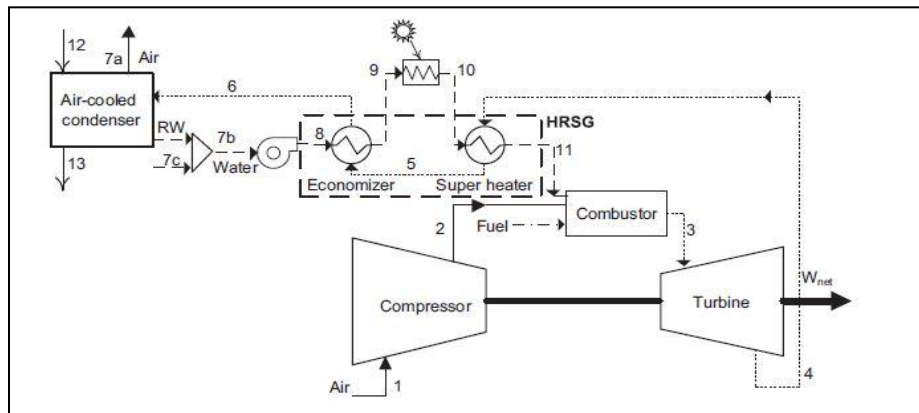 12
7a
Air
6
9
10
Air-cooled
condenser
HRSG
RW
7b
8
11
7c
Water
5
13
Economizer
Super heater
2
Combustor
Fuel
3
W_net
Compressor
Turbine
Air
1
4